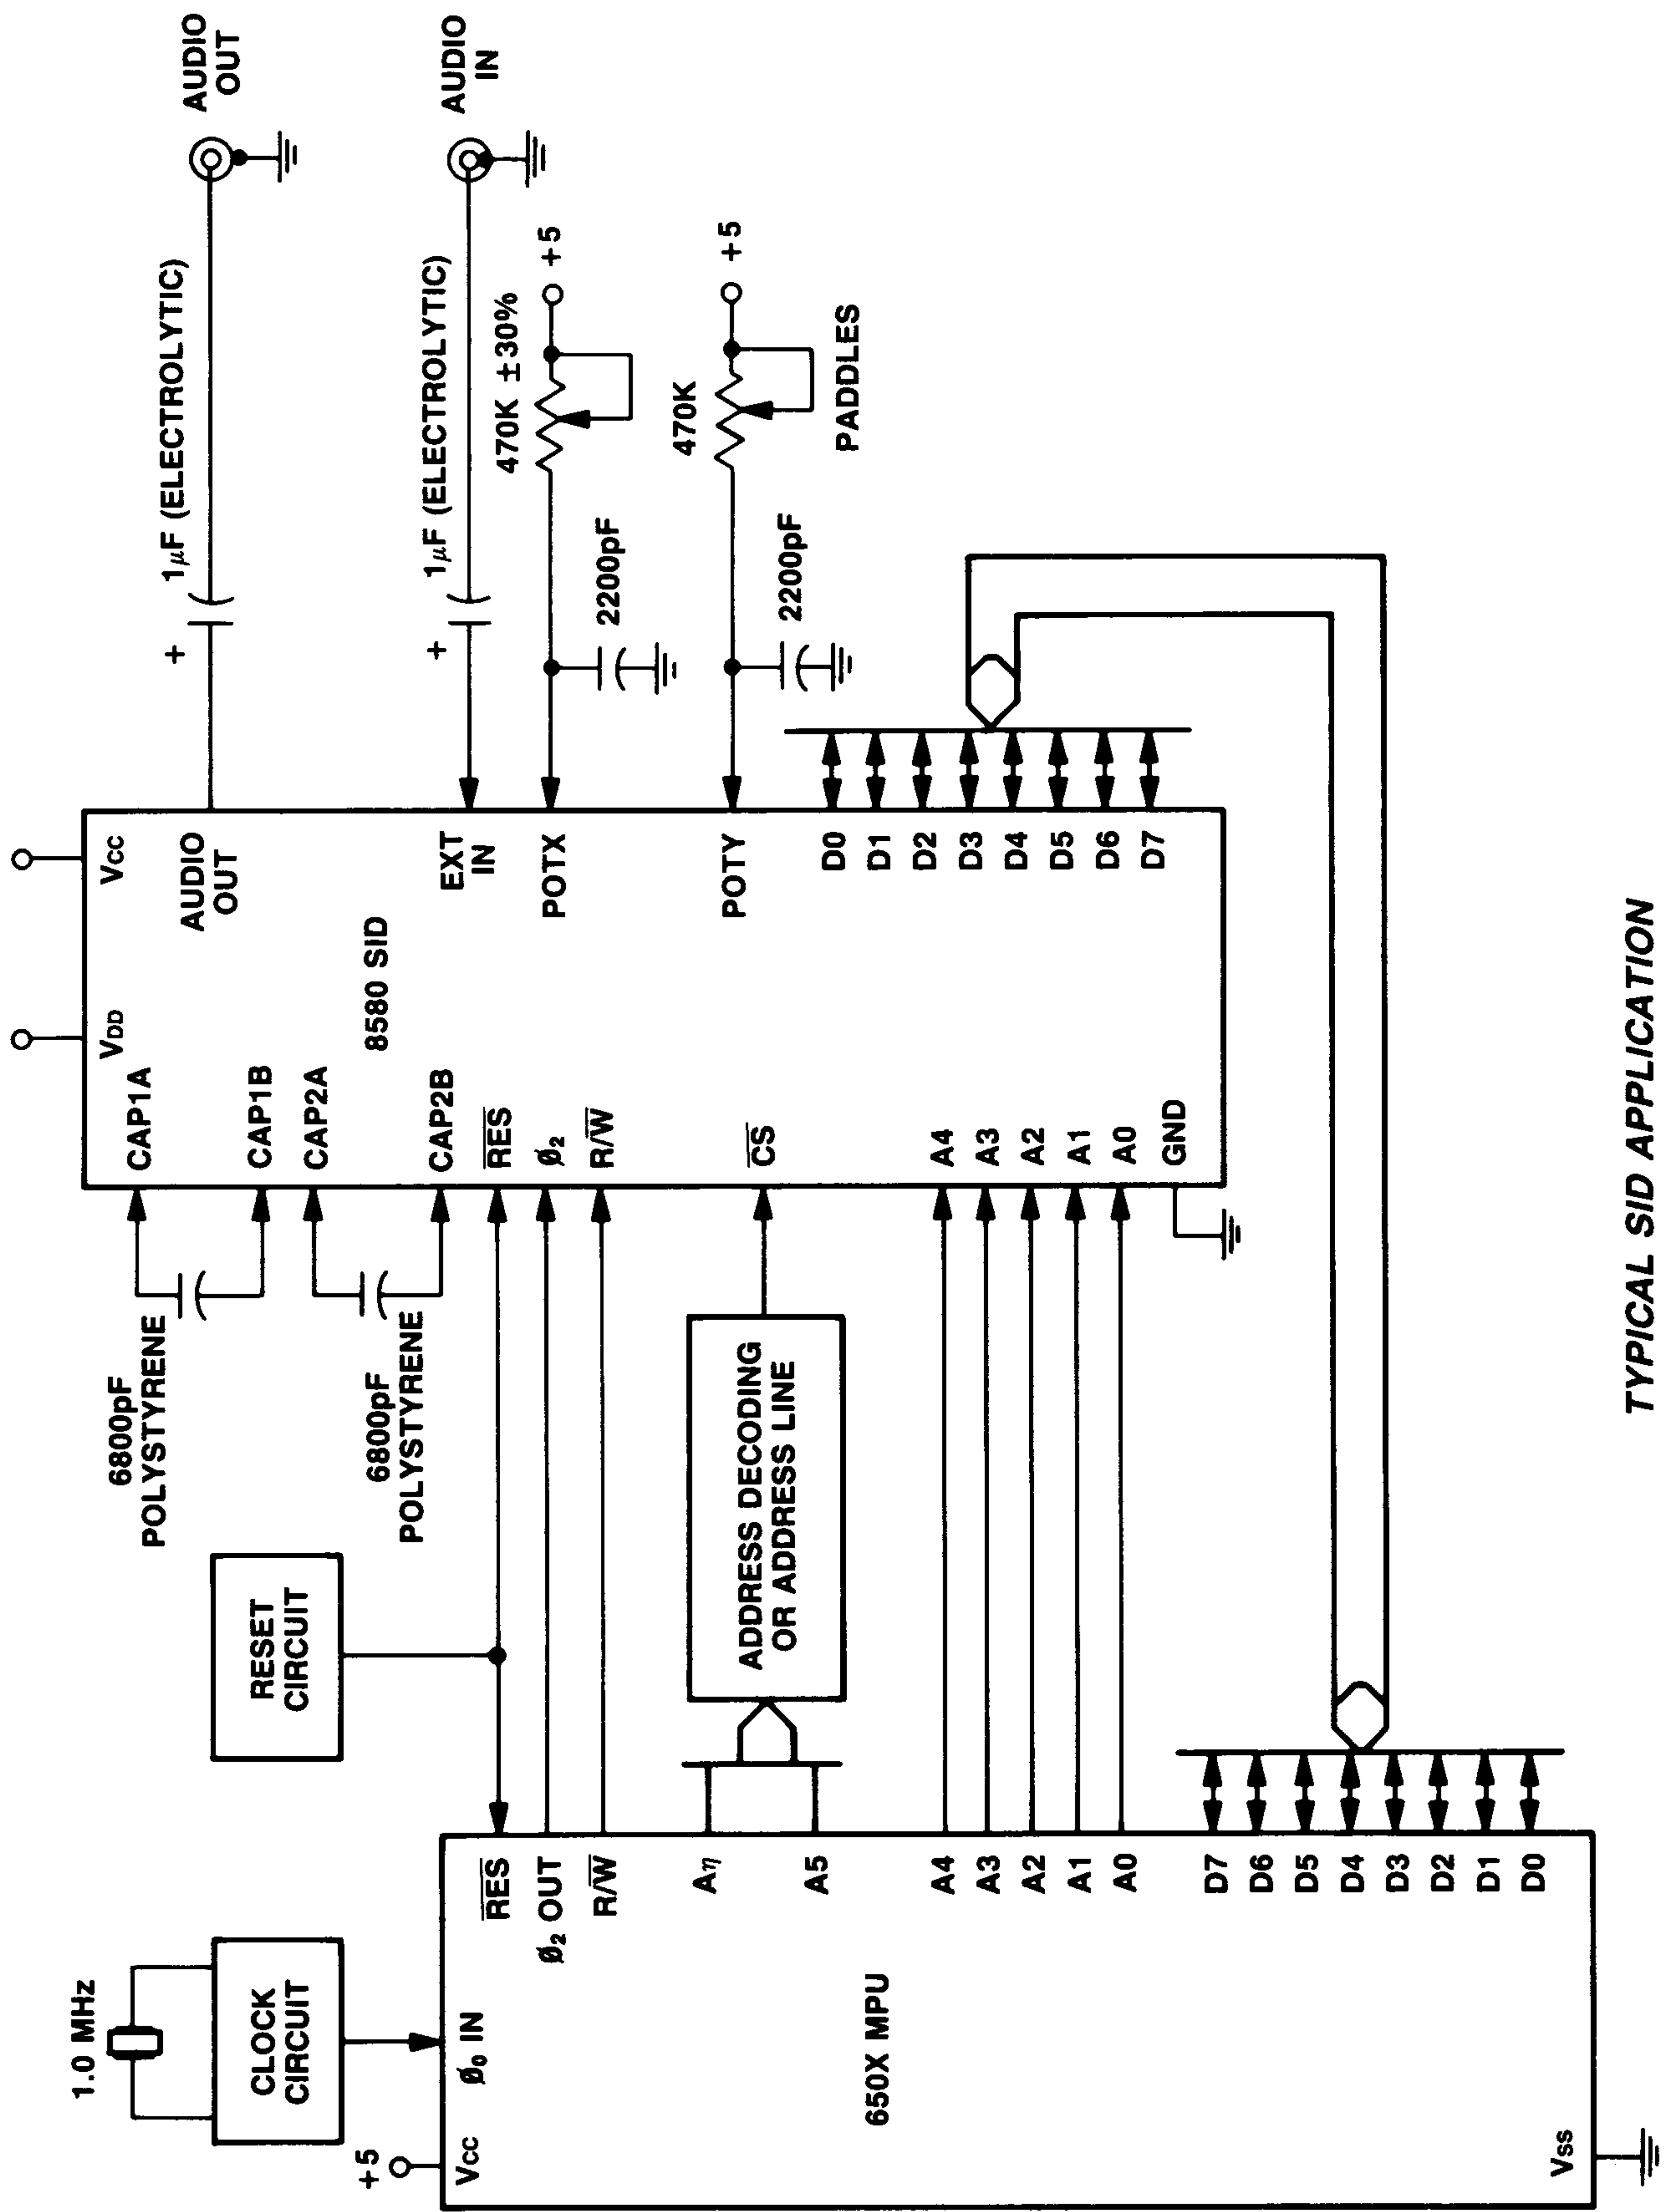 1.0 MHz
CLOCK
CIRCUIT
+5
VCC
Ø0 IN
650X MPU
VSS
RES
Ø2 OUT
R/W
Aη
A5
A4
A3
A2
A1
A0
D7
D6
D5
D4
D3
D2
D1
D0
RESET
CIRCUIT
ADDRESS DECODING
OR ADDRESS LINE
6800pF
POLYSTYRENE
6800pF
POLYSTYRENE
CAP1A
CAP1B
CAP2A
CAP2B
RES
Ø2
R/W
CS
A4
A3
A2
A1
A0
GND
VDD
VCC
8580 SID
AUDIO
OUT
EXT
IN
POTX
POTY
D0
D1
D2
D3
D4
D5
D6
D7
+
1µF (ELECTROLYTIC)
AUDIO
OUT
+
1µF (ELECTROLYTIC)
AUDIO
IN
470K ±30%
+5
2200pF
470K
+5
2200pF
PADDLES
TYPICAL SID APPLICATION